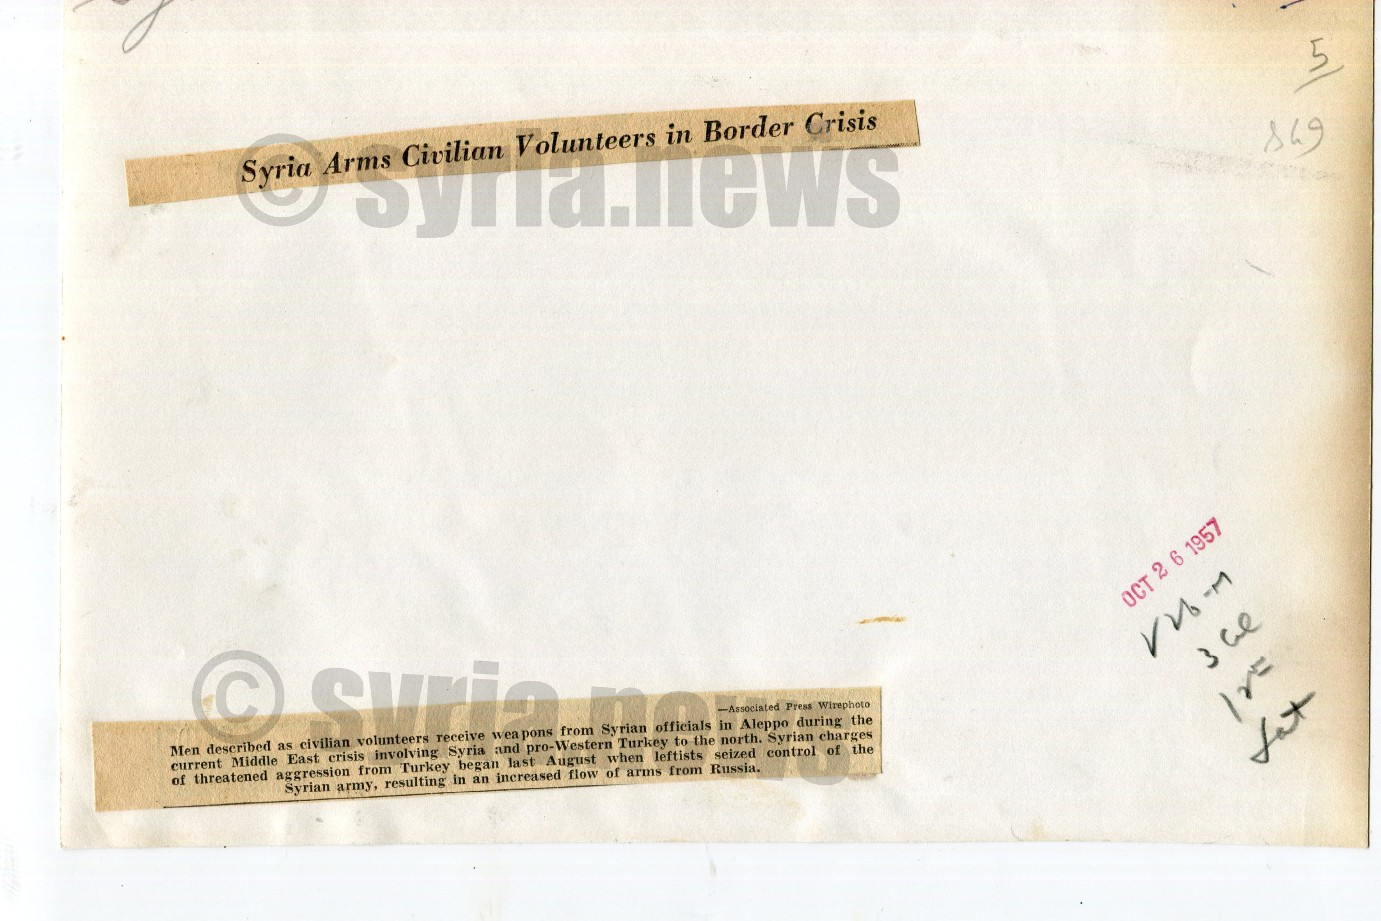 5
869
Syria Arms Civilian Volunteers in Border Crisis
© syria.news
OCT 26 1957
3 col
Sat
© syria.news
—Associated Press Wirephoto
Men described as civilian volunteers receive weapons from Syrian officials in Aleppo during the
current Middle East crisis involving Syria and pro-Western Turkey to the north. Syrian charges
of threatened aggression from Turkey began last August when leftists seized control of the
Syrian army, resulting in an increased flow of arms from Russia.